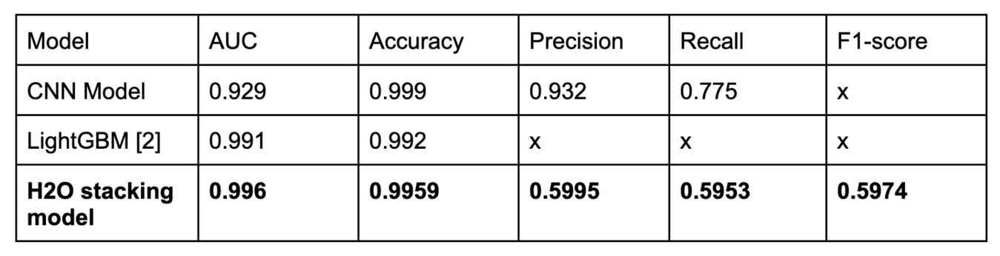 Model AUC Accuracy Precision Recall F1-score
CNN Model 0.929 0.999 0.932 0.775 x
LightGBM [2] 0.991 0.992 x x x
H2O stacking 0.996 0.9959 0.5995 0.5953 0.5974
model